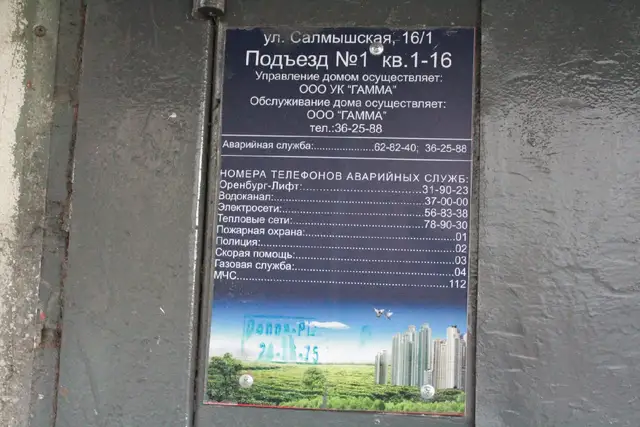 ул. Салмышская, 16/1
Подъезд №1 кв.1-16
Управление домом осуществляет:
ООО УК "ГАММА"
Обслуживание дома осуществляет:
ООО "ГАММА"
тел.:36-25-88
Аварийная служба:....................62-82-40; 36-25-88
НОМЕРА ТЕЛЕФОНОВ АВАРИЙНЫХ СЛУЖБ:
Оренбург-Лифт:............................31-90-23
Водоканал:...................................37-00-00
Электросети:.................................56-83-38
Тепловые сети:..............................78-90-30
Пожарная охрана:...............................01
Полиция:............................................02
Скорая помощь:..................................03
Газовая служба:..................................04
МЧС:..................................................112